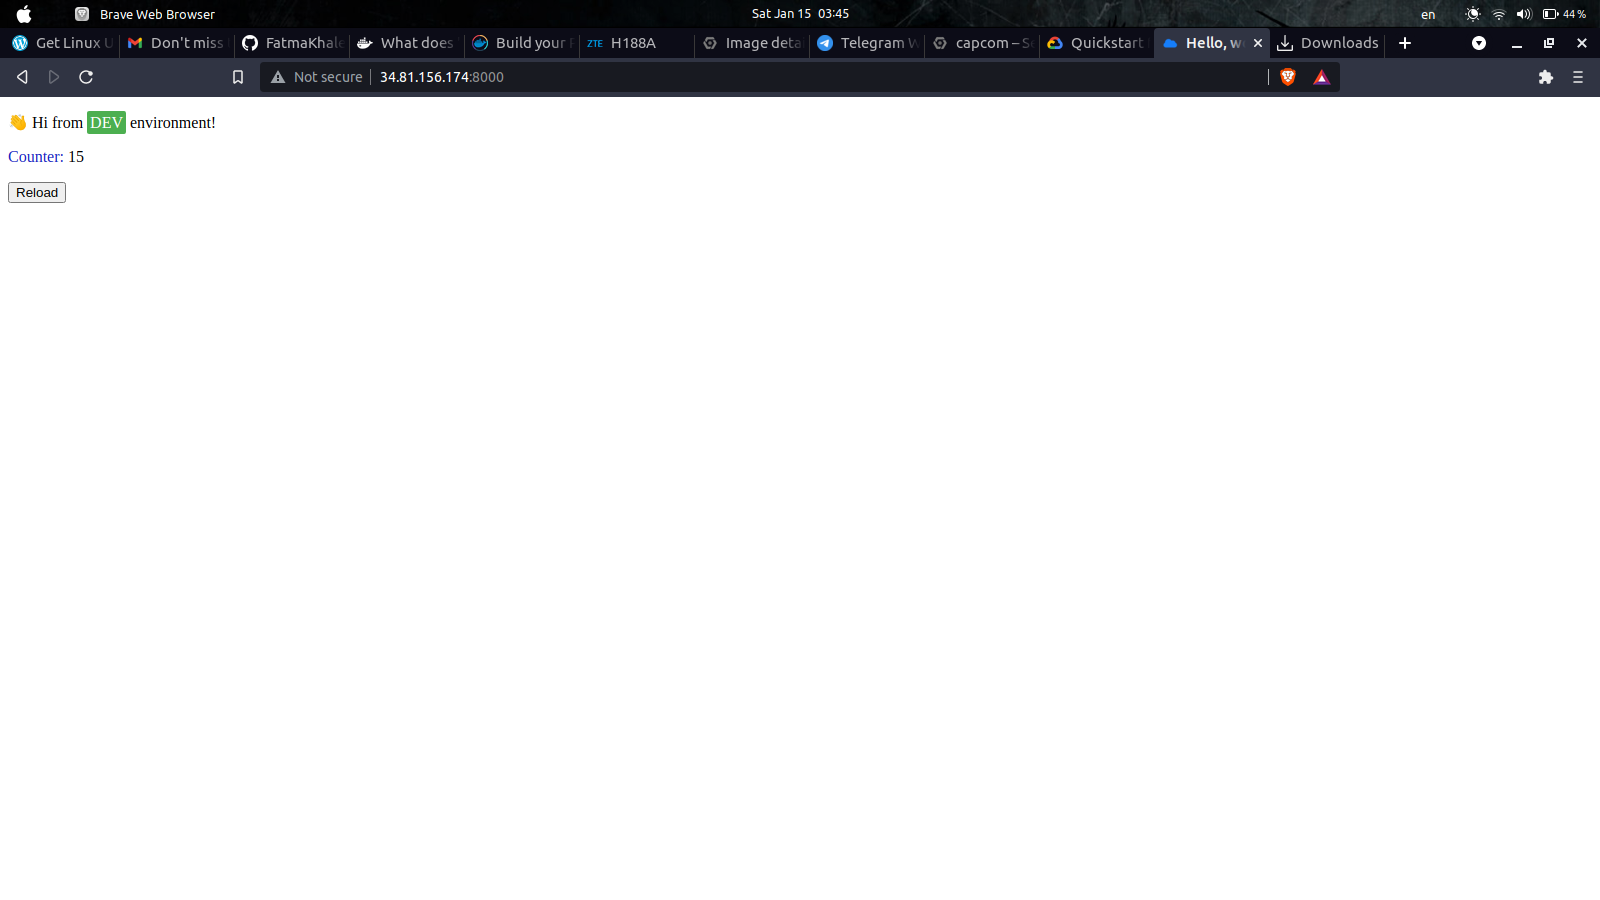 Brave Web Browser
Sat Jan 15 03:45
en
44%
Get Linux U
Don't miss
FatmaKhale
What does
Build your
ZTE H188A
Image deta
Telegram W
capcom – Se
Quickstart
Hello, w
Downloads
Not secure
34.81.156.174:8000
👋 Hi from DEV environment!
Counter: 15
Reload